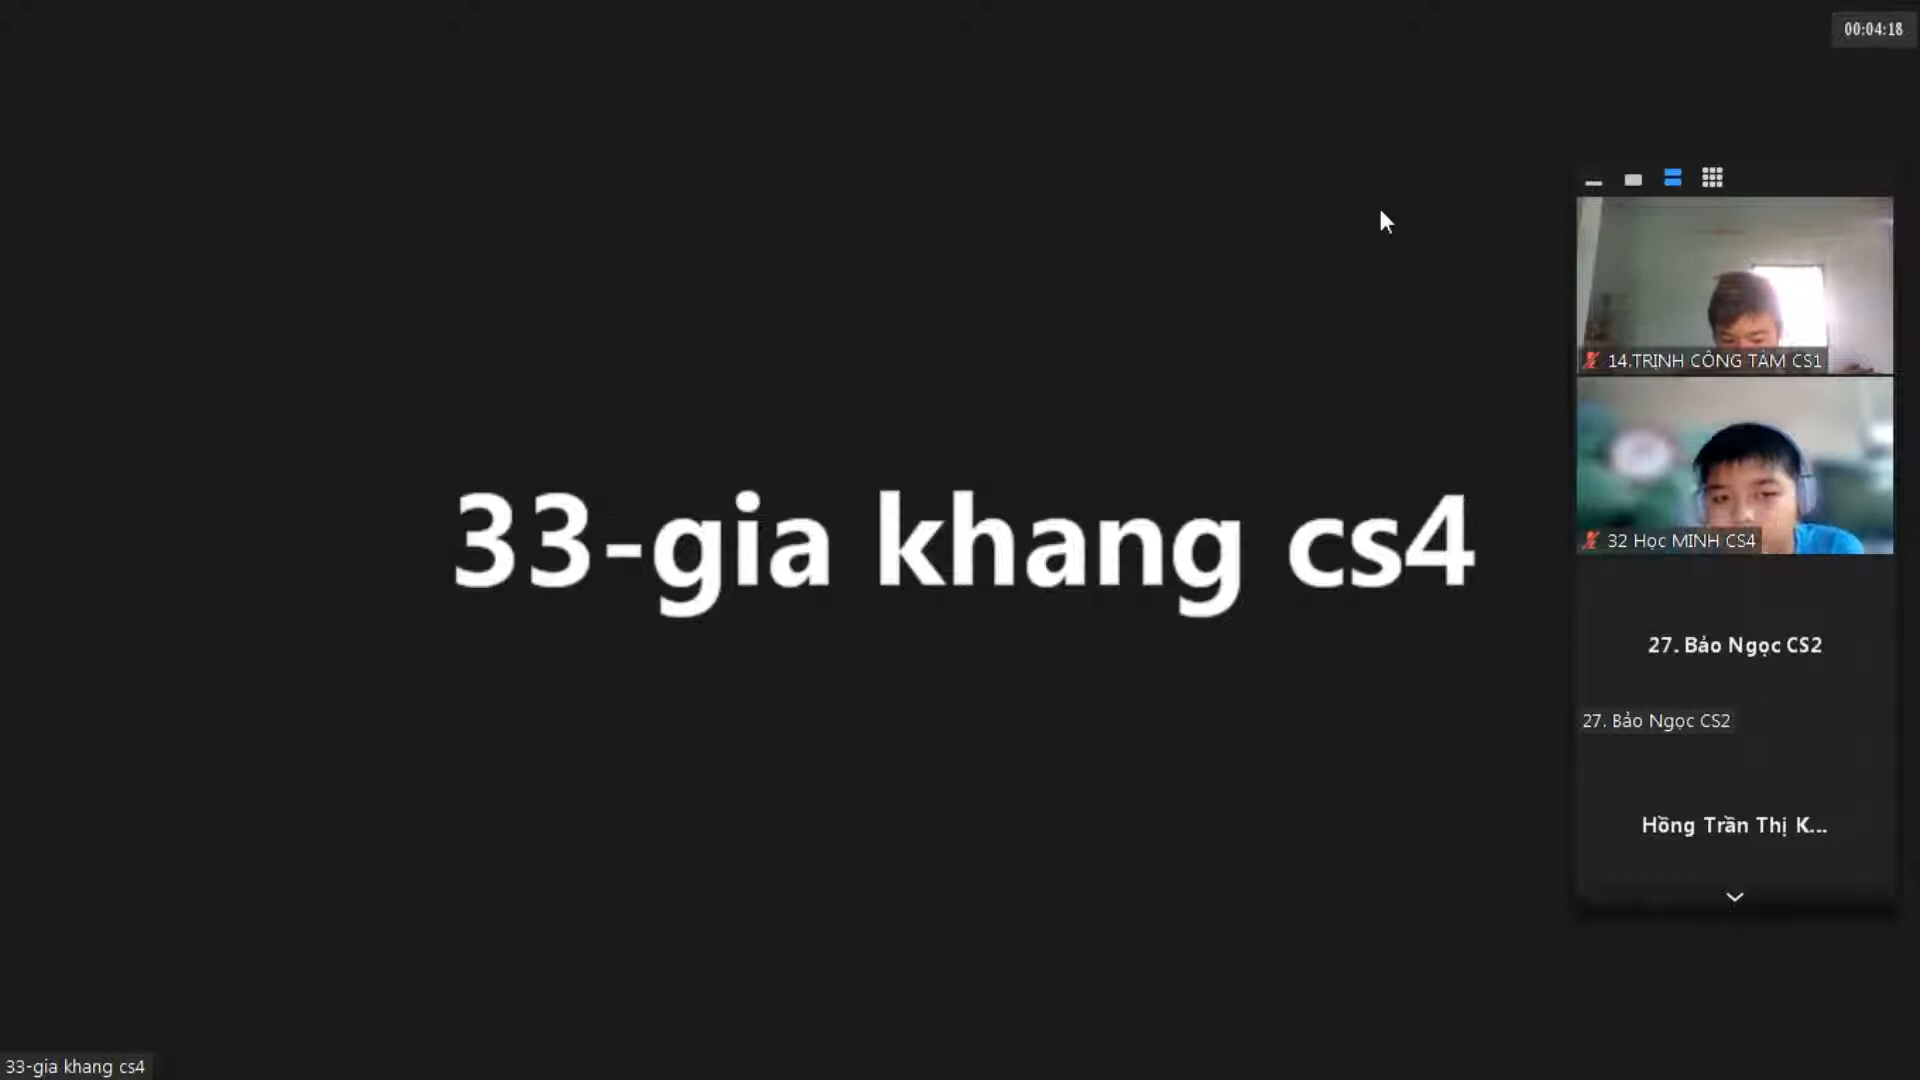 00:04:18
33-gia khang cs4
14.TRỊNH CÔNG TÂM CS1
32 Học MINH CS4
27. Bảo Ngọc CS2
27. Bảo Ngọc CS2
Hồng Trần Thị K...
33-gia khang cs4